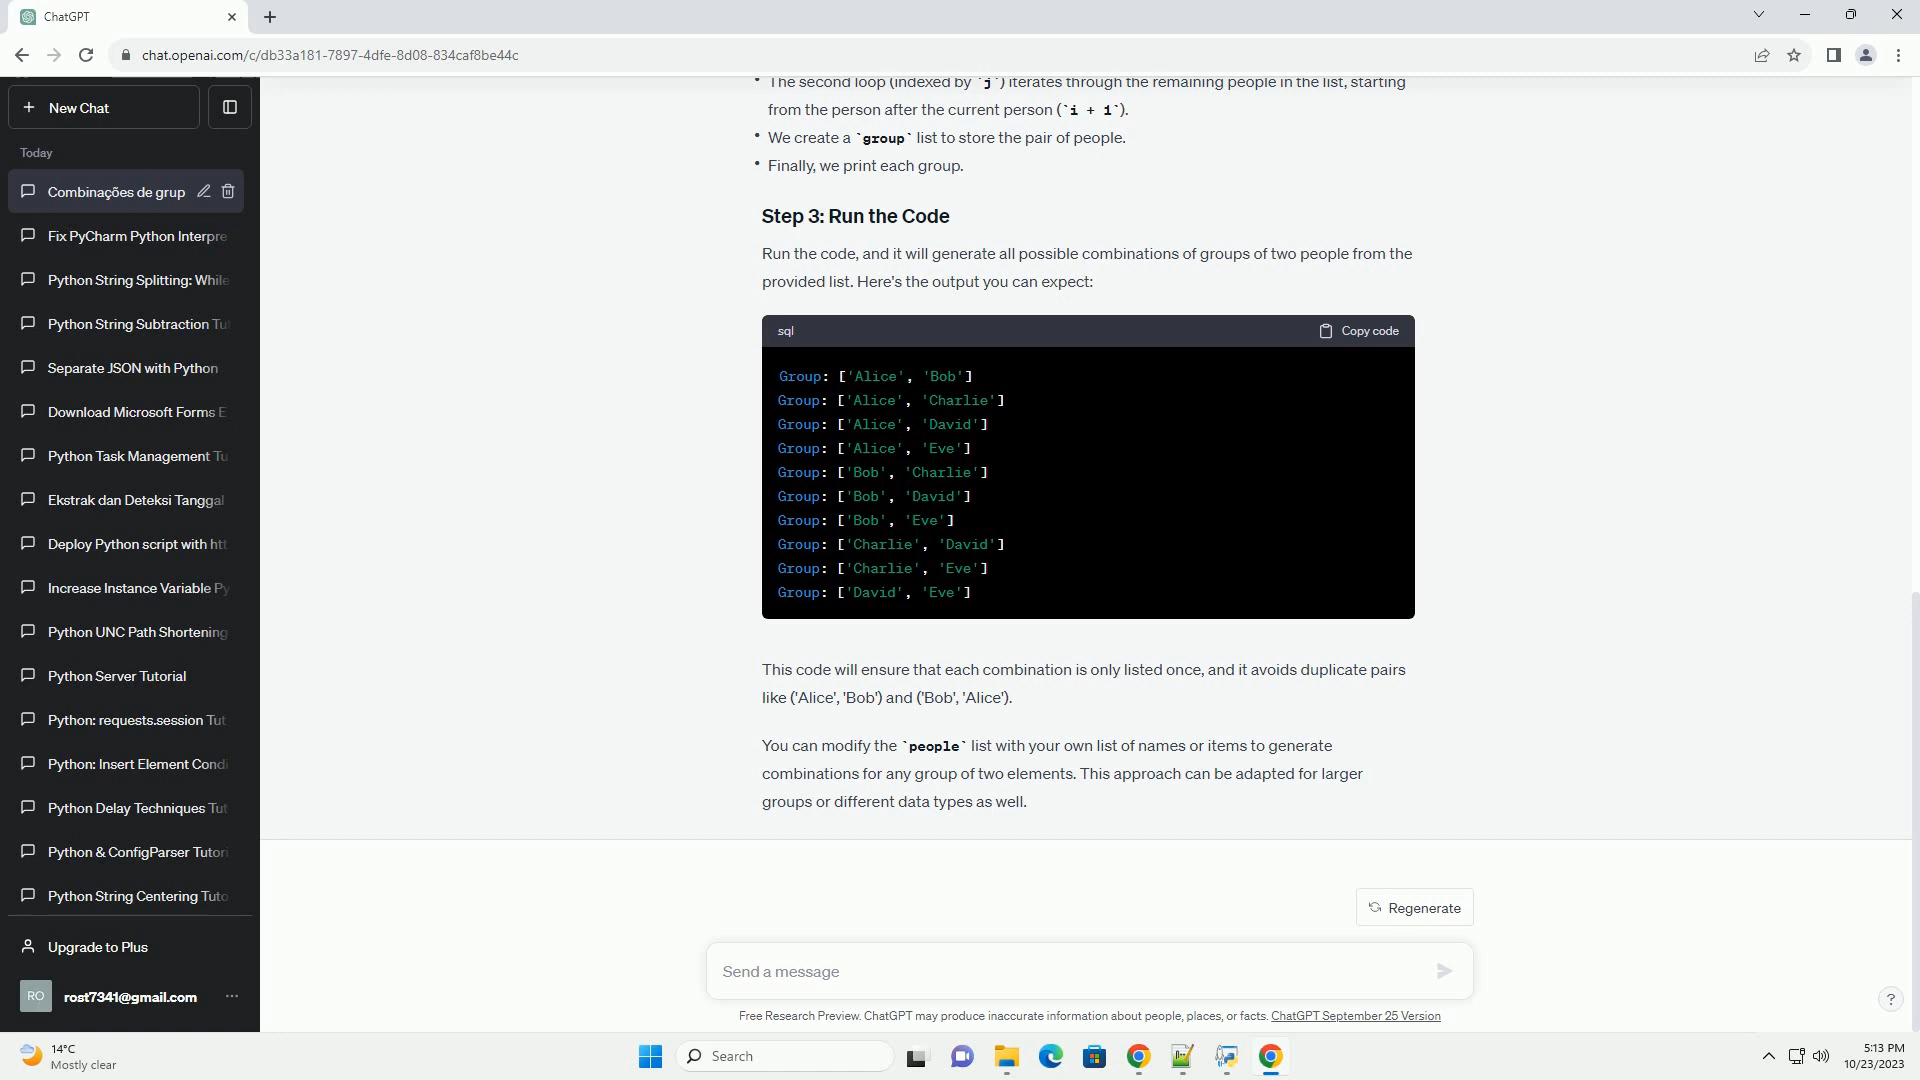 ChatGPT
chat.openai.com/c/db33a181-7897-4dfe-8d08-834caf8be44c
New Chat
Today
Combinações de grup
Fix PyCharm Python Interpre
Python String Splitting: While
Python String Subtraction Tut
Separate JSON with Python
Download Microsoft Forms E
Python Task Management Tu
Ekstrak dan Deteksi Tanggal
Deploy Python script with htt
Increase Instance Variable Py
Python UNC Path Shortening
Python Server Tutorial
Python: requests.session Tut
Python: Insert Element Condi
Python Delay Techniques Tut
Python & ConfigParser Tutori
Python String Centering Tuto
Upgrade to Plus
RO
rost7341@gmail.com
The second loop (indexed by `j`) iterates through the remaining people in the list, starting
from the person after the current person (`i + 1`).
We create a `group` list to store the pair of people.
Finally, we print each group.
Step 3: Run the Code
Run the code, and it will generate all possible combinations of groups of two people from the
provided list. Here's the output you can expect:
sql
Copy code
Group: ['Alice', 'Bob']
Group: ['Alice', 'Charlie']
Group: ['Alice', 'David']
Group: ['Alice', 'Eve']
Group: ['Bob', 'Charlie']
Group: ['Bob', 'David']
Group: ['Bob', 'Eve']
Group: ['Charlie', 'David']
Group: ['Charlie', 'Eve']
Group: ['David', 'Eve']
This code will ensure that each combination is only listed once, and it avoids duplicate pairs
like ('Alice', 'Bob') and ('Bob', 'Alice').
You can modify the `people` list with your own list of names or items to generate
combinations for any group of two elements. This approach can be adapted for larger
groups or different data types as well.
Regenerate
Send a message
Free Research Preview. ChatGPT may produce inaccurate information about people, places, or facts. ChatGPT September 25 Version
?
14°C
Mostly clear
Search
5:13 PM
10/23/2023